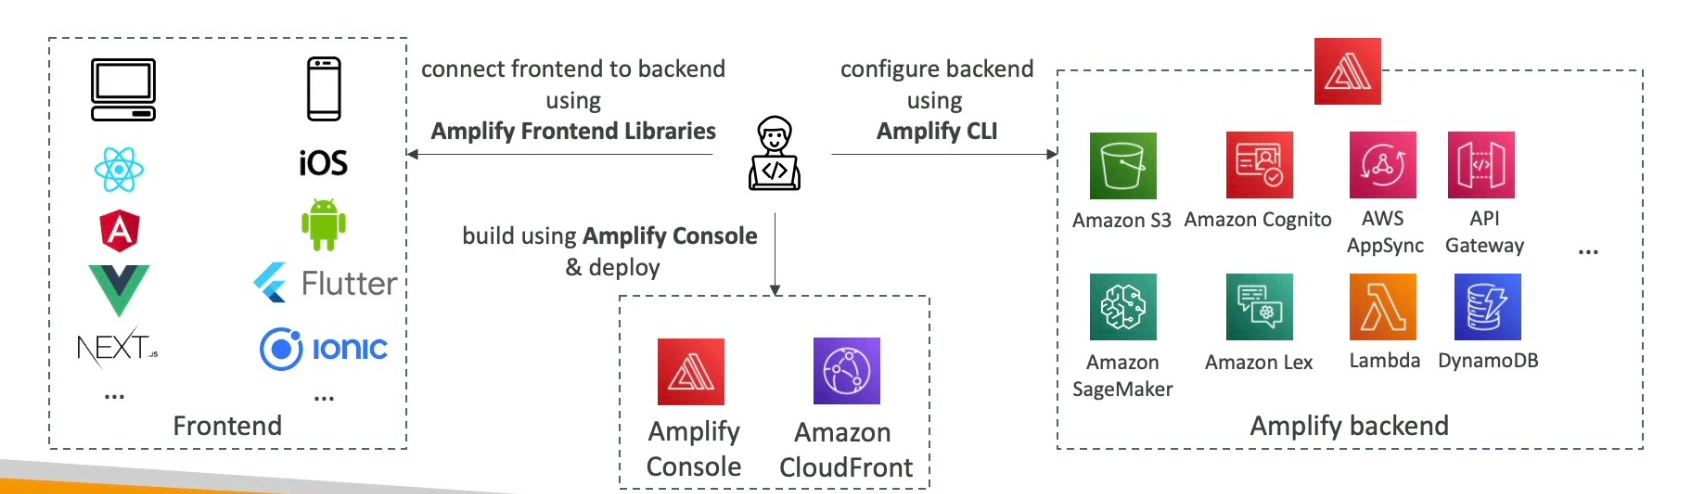 connect frontend to backend
using
Amplify Frontend Libraries
configure backend
using
Amplify CLI
iOS
A
</>
Flutter
NEXT.JS
ionic
...
...
Frontend
build using Amplify Console
& deploy
Amplify
Console
Amazon
CloudFront
Amazon S3
Amazon Cognito
AWS
AppSync
API
Gateway
...
Amazon
SageMaker
Amazon Lex
Lambda
DynamoDB
Amplify backend